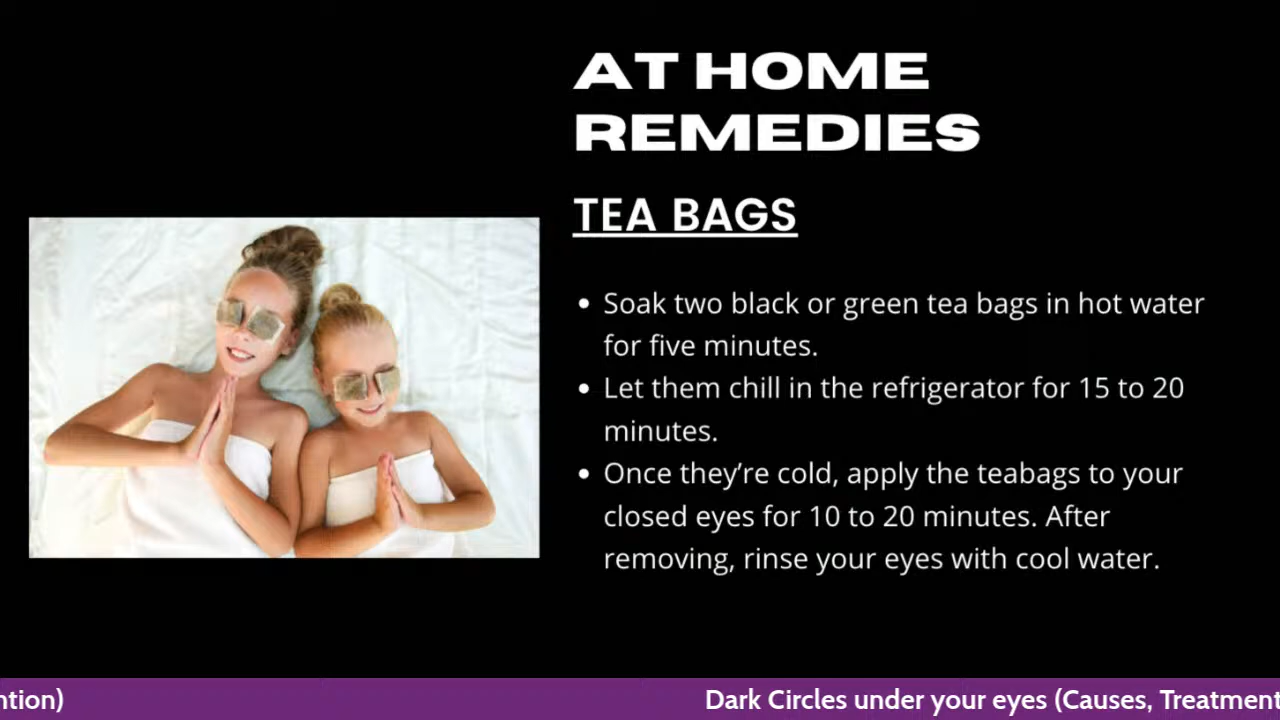 AT HOME
REMEDIES
TEA BAGS
• Soak two black or green tea bags in hot water
for five minutes.
• Let them chill in the refrigerator for 15 to 20
minutes.
• Once they’re cold, apply the teabags to your
closed eyes for 10 to 20 minutes. After
removing, rinse your eyes with cool water.
ntion) Dark Circles under your eyes (Causes, Treatment